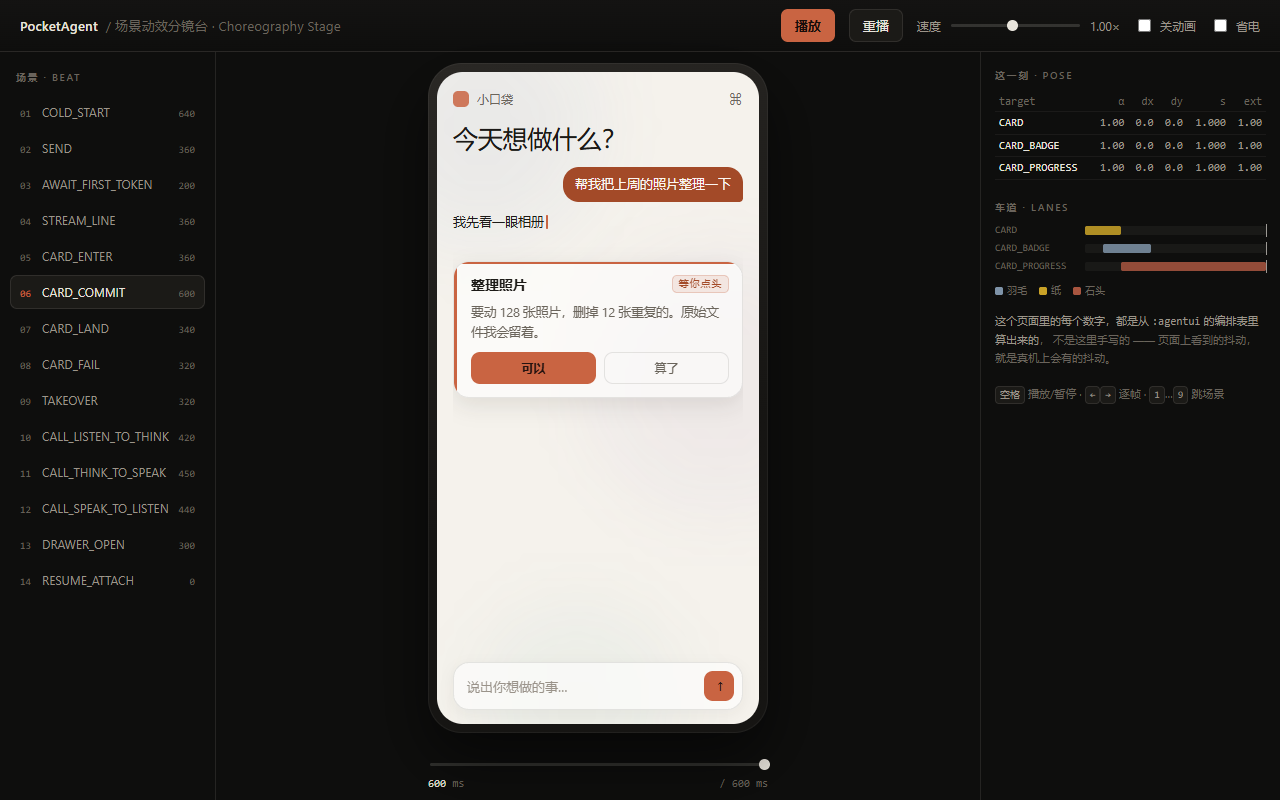 PocketAgent / 场景动效分镜台 · Choreography Stage
播放 重播 速度 1.00× 关动画 省电
场景 · BEAT
01 COLD_START 640
02 SEND 360
03 AWAIT_FIRST_TOKEN 200
04 STREAM_LINE 360
05 CARD_ENTER 360
06 CARD_COMMIT 600
07 CARD_LAND 340
08 CARD_FAIL 320
09 TAKEOVER 320
10 CALL_LISTEN_TO_THINK 420
11 CALL_THINK_TO_SPEAK 450
12 CALL_SPEAK_TO_LISTEN 440
13 DRAWER_OPEN 300
14 RESUME_ATTACH 0
小口袋 ⌘
今天想做什么?
帮我把上周的照片整理一下
我先看一眼相册
整理照片 等你点头
要动 128 张照片，删掉 12 张重复的。原始文
件我会留着。
可以 算了
说出你想做的事… ↑
600 ms / 600 ms
这一刻 · POSE
target α dx dy s ext
CARD 1.00 0.0 0.0 1.000 1.00
CARD_BADGE 1.00 0.0 0.0 1.000 1.00
CARD_PROGRESS 1.00 0.0 0.0 1.000 1.00
车道 · LANES
CARD
CARD_BADGE
CARD_PROGRESS
羽毛 纸 石头
这个页面里的每个数字，都是从 :agentui 的编排表里
算出来的， 不是这里手写的 —— 页面上看到的抖动，
就是真机上会有的抖动。
空格 播放/暂停 · ← → 逐帧 · 1 … 9 跳场景